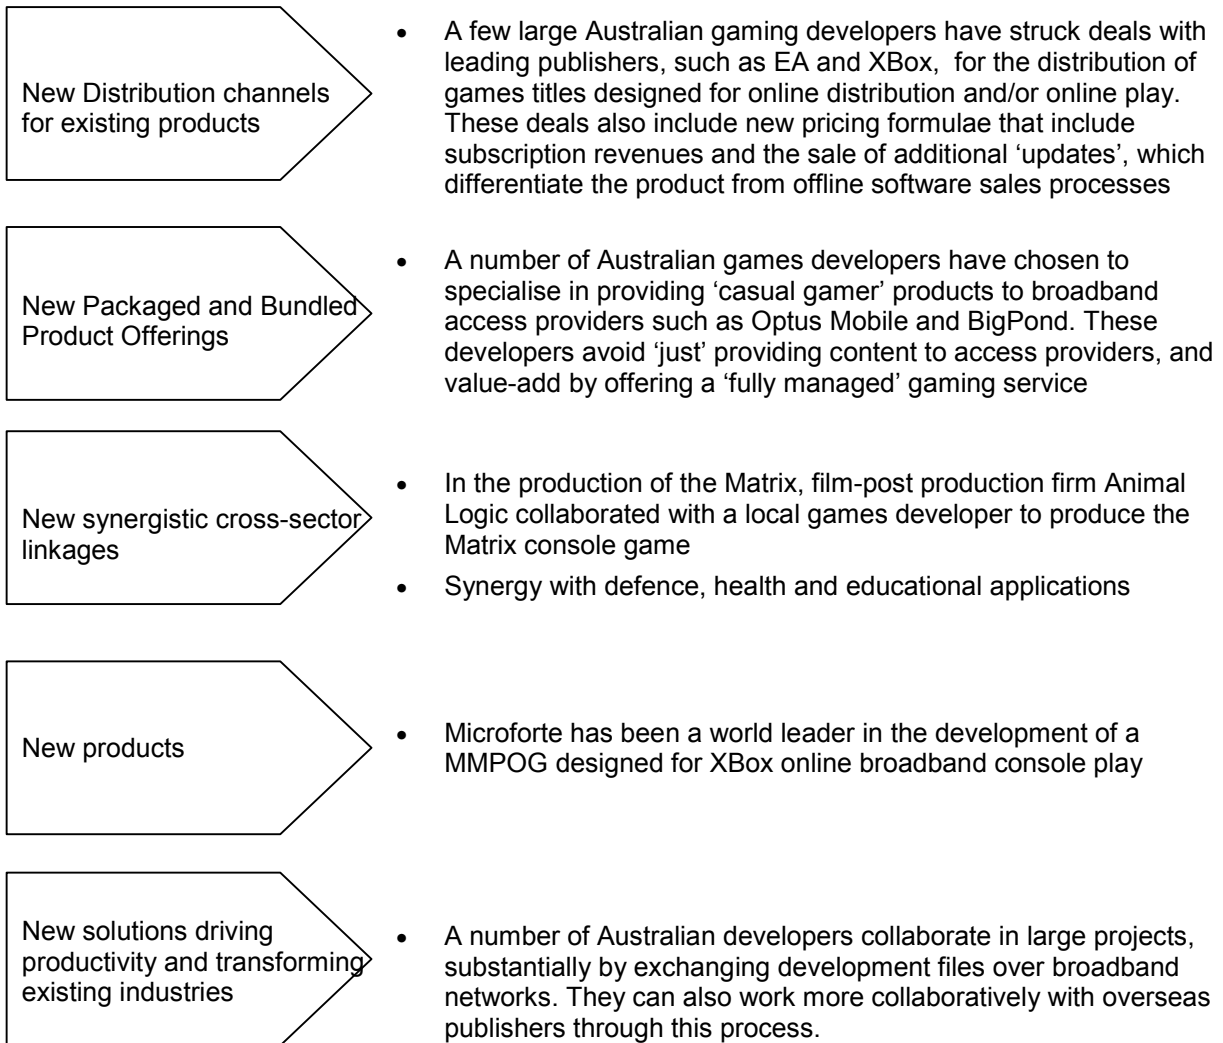 New Distribution channels
for existing products
• A few large Australian gaming developers have struck deals with
leading publishers, such as EA and XBox,  for the distribution of
games titles designed for online distribution and/or online play.
These deals also include new pricing formulae that include
subscription revenues and the sale of additional ‘updates’, which
differentiate the product from offline software sales processes
New Packaged and Bundled
Product Offerings
• A number of Australian games developers have chosen to
specialise in providing ‘casual gamer’ products to broadband
access providers such as Optus Mobile and BigPond. These
developers avoid ‘just’ providing content to access providers, and
value-add by offering a ‘fully managed’ gaming service
New synergistic cross-sector
linkages
• In the production of the Matrix, film-post production firm Animal
Logic collaborated with a local games developer to produce the
Matrix console game
• Synergy with defence, health and educational applications
New products
• Microforte has been a world leader in the development of a
MMPOG designed for XBox online broadband console play
New solutions driving
productivity and transforming
existing industries
• A number of Australian developers collaborate in large projects,
substantially by exchanging development files over broadband
networks. They can also work more collaboratively with overseas
publishers through this process.